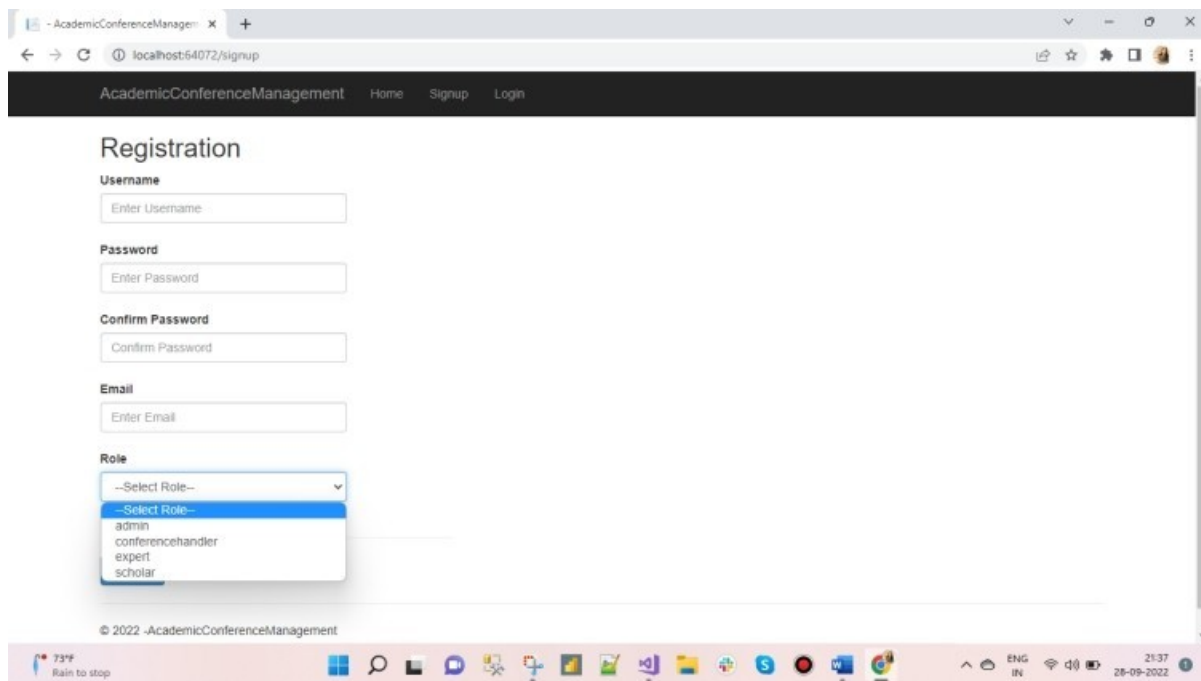 - AcademicConferenceManagem
localhost:64072/signup
AcademicConferenceManagement Home Signup Login
Registration
Username
Enter Username
Password
Enter Password
Confirm Password
Confirm Password
Email
Enter Email
Role
--Select Role--
--Select Role--
admin
conferencehandler
expert
scholar
© 2022 -AcademicConferenceManagement
73°F
Rain to stop
ENG
IN
21:37
28-09-2022